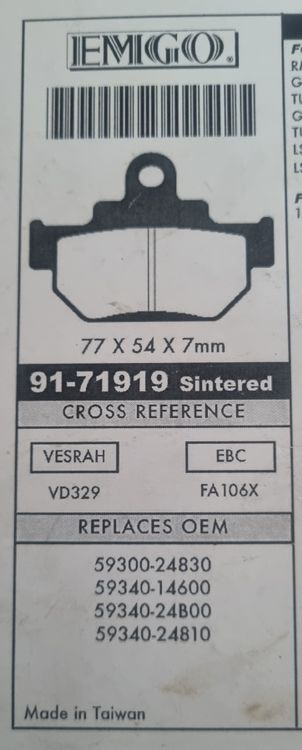 EMGO.
77 X 54 X 7mm
91-71919 Sintered
CROSS REFERENCE
VESRAH EBC
VD329 FA106X
REPLACES OEM
59300-24830
59340-14600
59340-24B00
59340-24810
Made in Taiwan